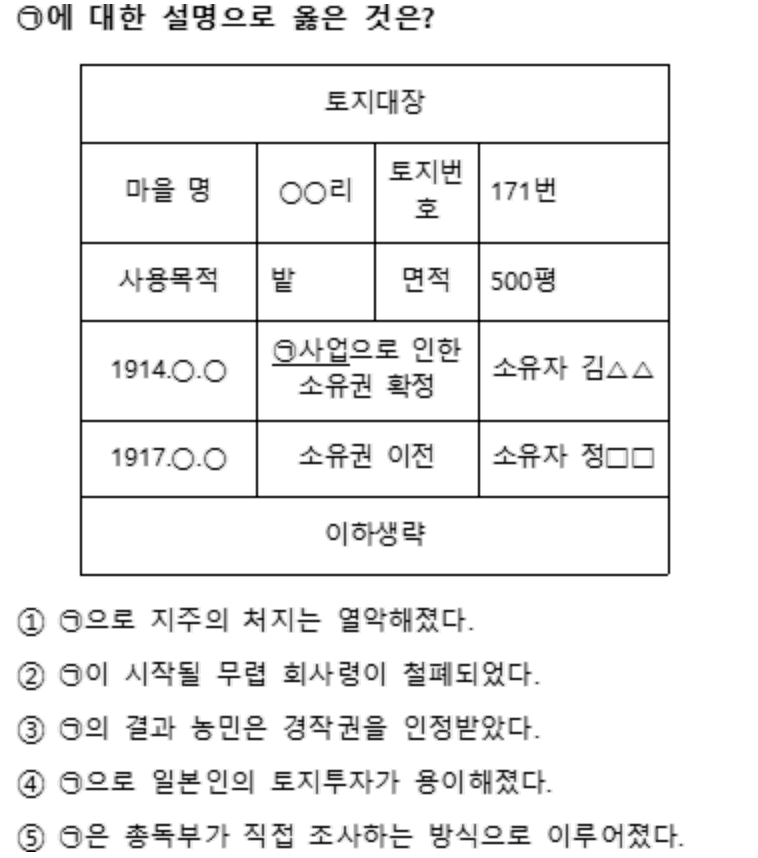 ㉠에 대한 설명으로 옳은 것은?
토지대장
마을 명 ○○리 토지번호 171번
사용목적 밭 면적 500평
1914.○.○ ㉠사업으로 인한 소유권 확정 소유자 김△△
1917.○.○ 소유권 이전 소유자 정□□
이하생략
① ㉠으로 지주의 처지는 열악해졌다.
② ㉠이 시작될 무렵 회사령이 철폐되었다.
③ ㉠의 결과 농민은 경작권을 인정받았다.
④ ㉠으로 일본인의 토지투자가 용이해졌다.
⑤ ㉠은 총독부가 직접 조사하는 방식으로 이루어졌다.